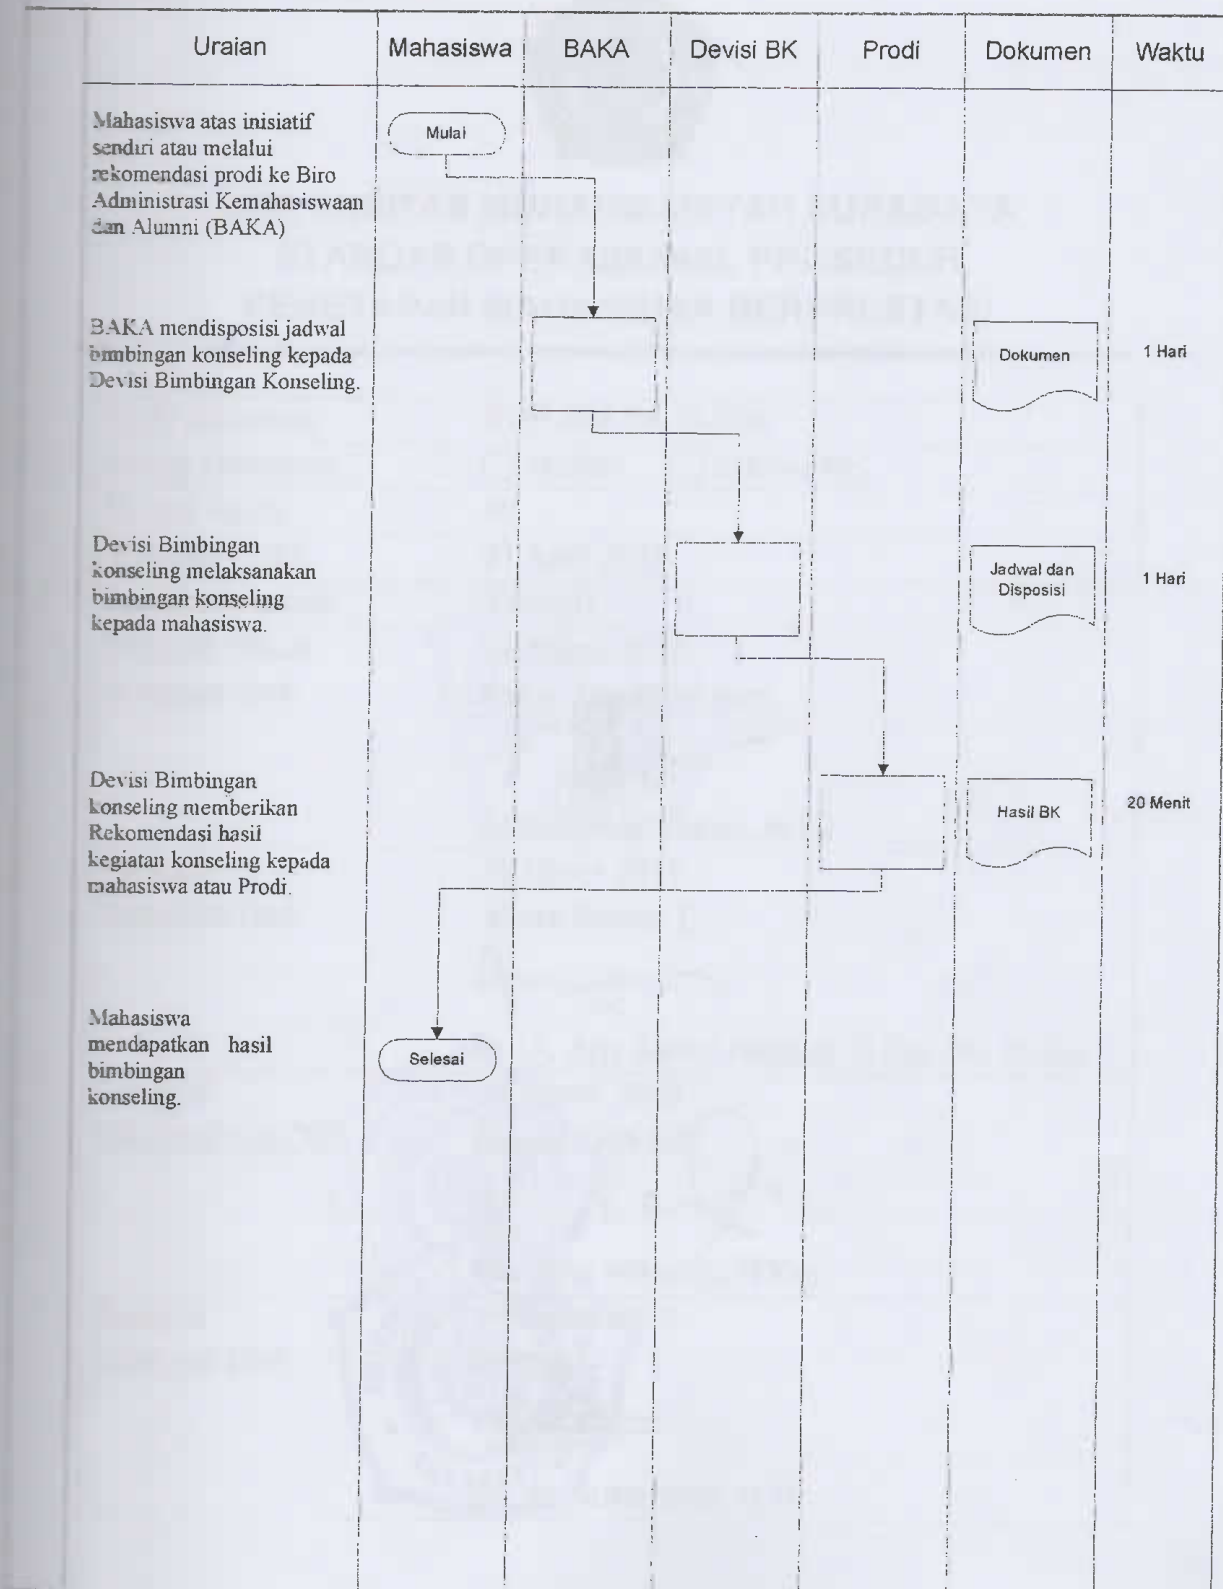 Uraian Mahasiswa BAKA Devisi BK Prodi Dokumen Waktu
Mahasiswa atas inisiatif
sendiri atau melalui
rekomendasi prodi ke Biro
Administrasi Kemahasiswaan
dan Alumni (BAKA)
Mulai
BAKA mendisposisi jadwal
bimbingan konseling kepada
Devisi Bimbingan Konseling.
Dokumen
1 Hari
Devisi Bimbingan
konseling melaksanakan
bimbingan konseling
kepada mahasiswa.
Jadwal dan
Disposisi
1 Hari
Devisi Bimbingan
konseling memberikan
Rekomendasi hasil
kegiatan konseling kepada
mahasiswa atau Prodi.
Hasil BK
20 Menit
Mahasiswa
mendapatkan hasil
bimbingan
konseling.
Selesai